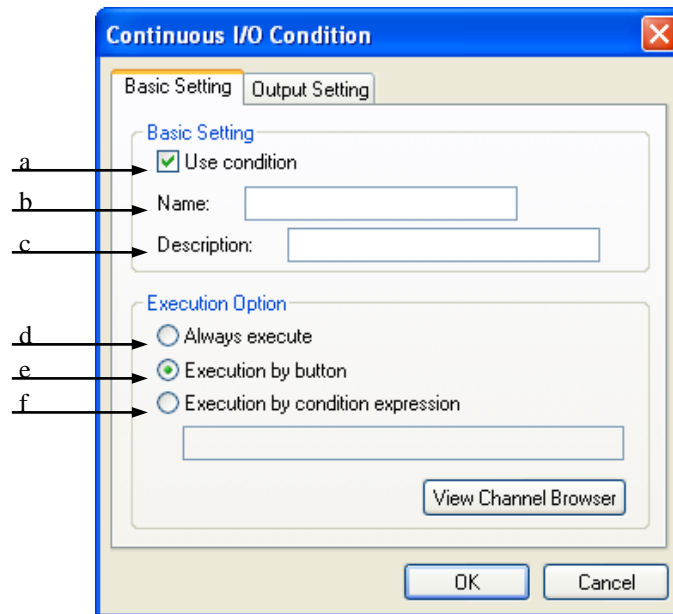 Continuous I/O Condition
Basic Setting Output Setting
Basic Setting
a Use condition
b Name:
c Description:
Execution Option
d Always execute
e Execution by button
f Execution by condition expression
View Channel Browser
OK Cancel